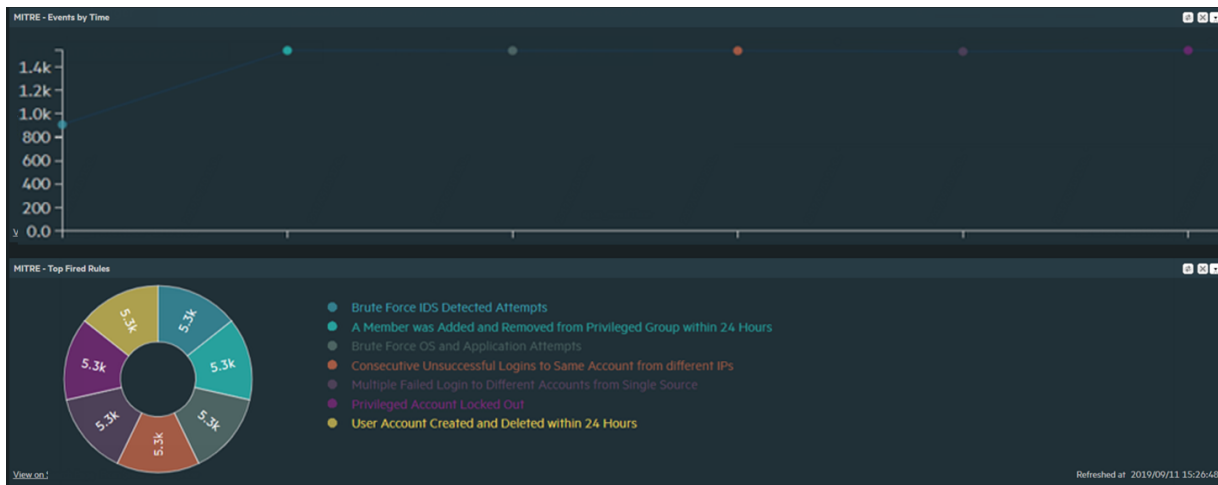 MITRE - Events by Time
1.4k
1.2k
1.0k
800
600
400
200
0.0
MITRE - Top Fired Rules
5.3k
5.3k
5.3k
5.3k
5.3k
5.3k
5.3k
Brute Force IDS Detected Attempts
A Member was Added and Removed from Privileged Group within 24 Hours
Brute Force OS and Application Attempts
Consecutive Unsuccessful Logins to Same Account from different IPs
Multiple Failed Login to Different Accounts from Single Source
Privileged Account Locked Out
User Account Created and Deleted within 24 Hours
View on
Refreshed at 2019/09/11 15:26:48